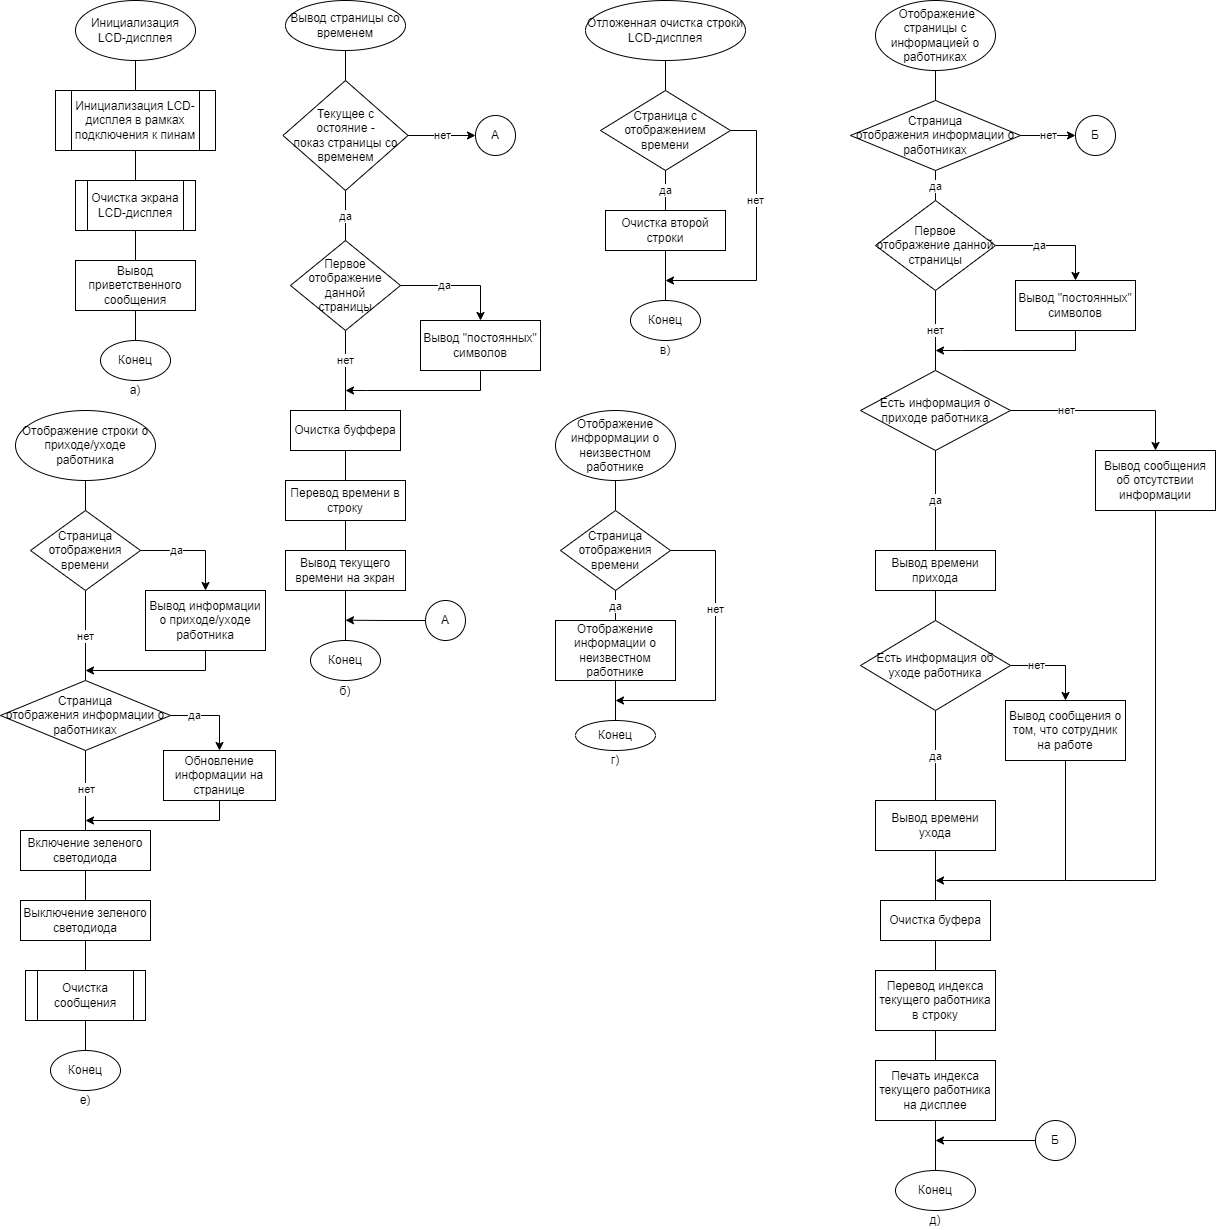 Инициализация
LCD-дисплея
Инициализация LCD-
дисплея в рамках
подключения к пинам
Очистка экрана
LCD-дисплея
Вывод
приветственного
сообщения
Конец
а)
Вывод страницы со
временем
Текущее с
остояние -
показ страницы со
временем
нет
А
да
Первое
отображение
данной
страницы
да
Вывод "постоянных"
символов
нет
Очистка буффера
Перевод времени в
строку
Вывод текущего
времени на экран
А
Конец
б)
Отложенная очистка строки
LCD-дисплея
Страница с
отображением
времени
да
нет
Очистка второй
строки
Конец
в)
Отображение
инфрормации о
неизвестном
работнике
Страница
отображения
времени
да
нет
Отображение
информации о
неизвестном
работнике
Конец
г)
Отображение
страницы с
информацией о
работниках
Страница
отображения информации о
работниках
нет
Б
да
Первое
отображение данной
страницы
да
Вывод "постоянных"
символов
нет
Есть информация о
приходе работника
нет
Вывод сообщения
об отсутствии
информации
да
Вывод времени
прихода
Есть информация об
уходе работника
нет
Вывод сообщения о
том, что сотрудник
на работе
да
Вывод времени
ухода
Очистка буфера
Перевод индекса
текущего работника
в строку
Печать индекса
текущего работника
на дисплее
Б
Конец
д)
Отображение строки о
приходе/уходе
работника
Страница
отображения
времени
да
Вывод информации
о приходе/уходе
работника
нет
Страница
отображения информации о
работниках
да
Обновление
информации на
странице
нет
Включение зеленого
светодиода
Выключение зеленого
светодиода
Очистка
сообщения
Конец
е)